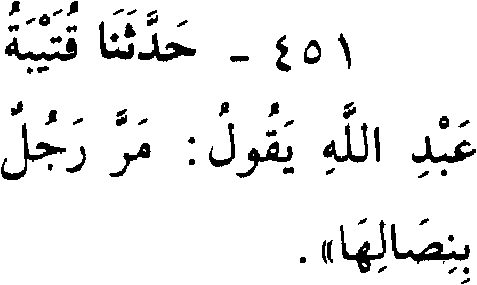 ٤٥١ - حَدَّثَنَا قُتَيْبَةُ
عَبْدِ اللَّهِ يَقُولُ: مَرَّ رَجُلٌ
بِنِصَالِهَا».